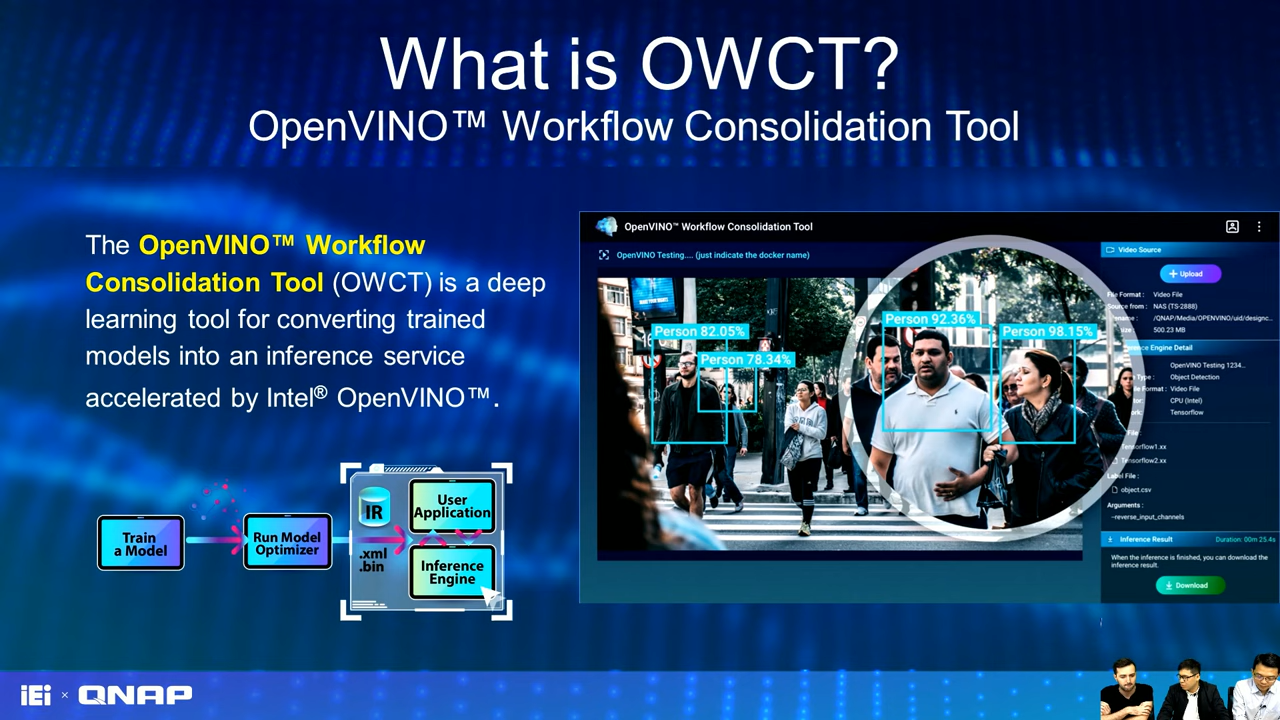 What is OWCT?
OpenVINO™ Workflow Consolidation Tool
The OpenVINO™ Workflow
Consolidation Tool (OWCT) is a deep
learning tool for converting trained
models into an inference service
accelerated by Intel® OpenVINO™.
Train
a Model
Run Model
Optimizer
IR
.xml
.bin
User
Application
Inference
Engine
OpenVINO™ Workflow Consolidation Tool
OpenVINO Testing.... (just indicate the docker name)
Person 82.05%
Person 78.34%
Person 92.36%
Person 98.15%
Video Source
Upload
File Format : Video File
Source from : NAS (TS-2888)
/QNAP/Media/OPENVINO/uid/designc...
500.23 MB
Engine Detail
OpenVINO Testing 1234...
Object Detection
Video File
CPU (Intel)
Tensorflow
Tensorflow1.xx
Tensorflow2.xx
Label File :
object.csv
Arguments :
~reverse_input_channels
Inference Result Duration: 00m 25.4s
When the inference is finished, you can download the
inference result.
Download
iEi × QNAP